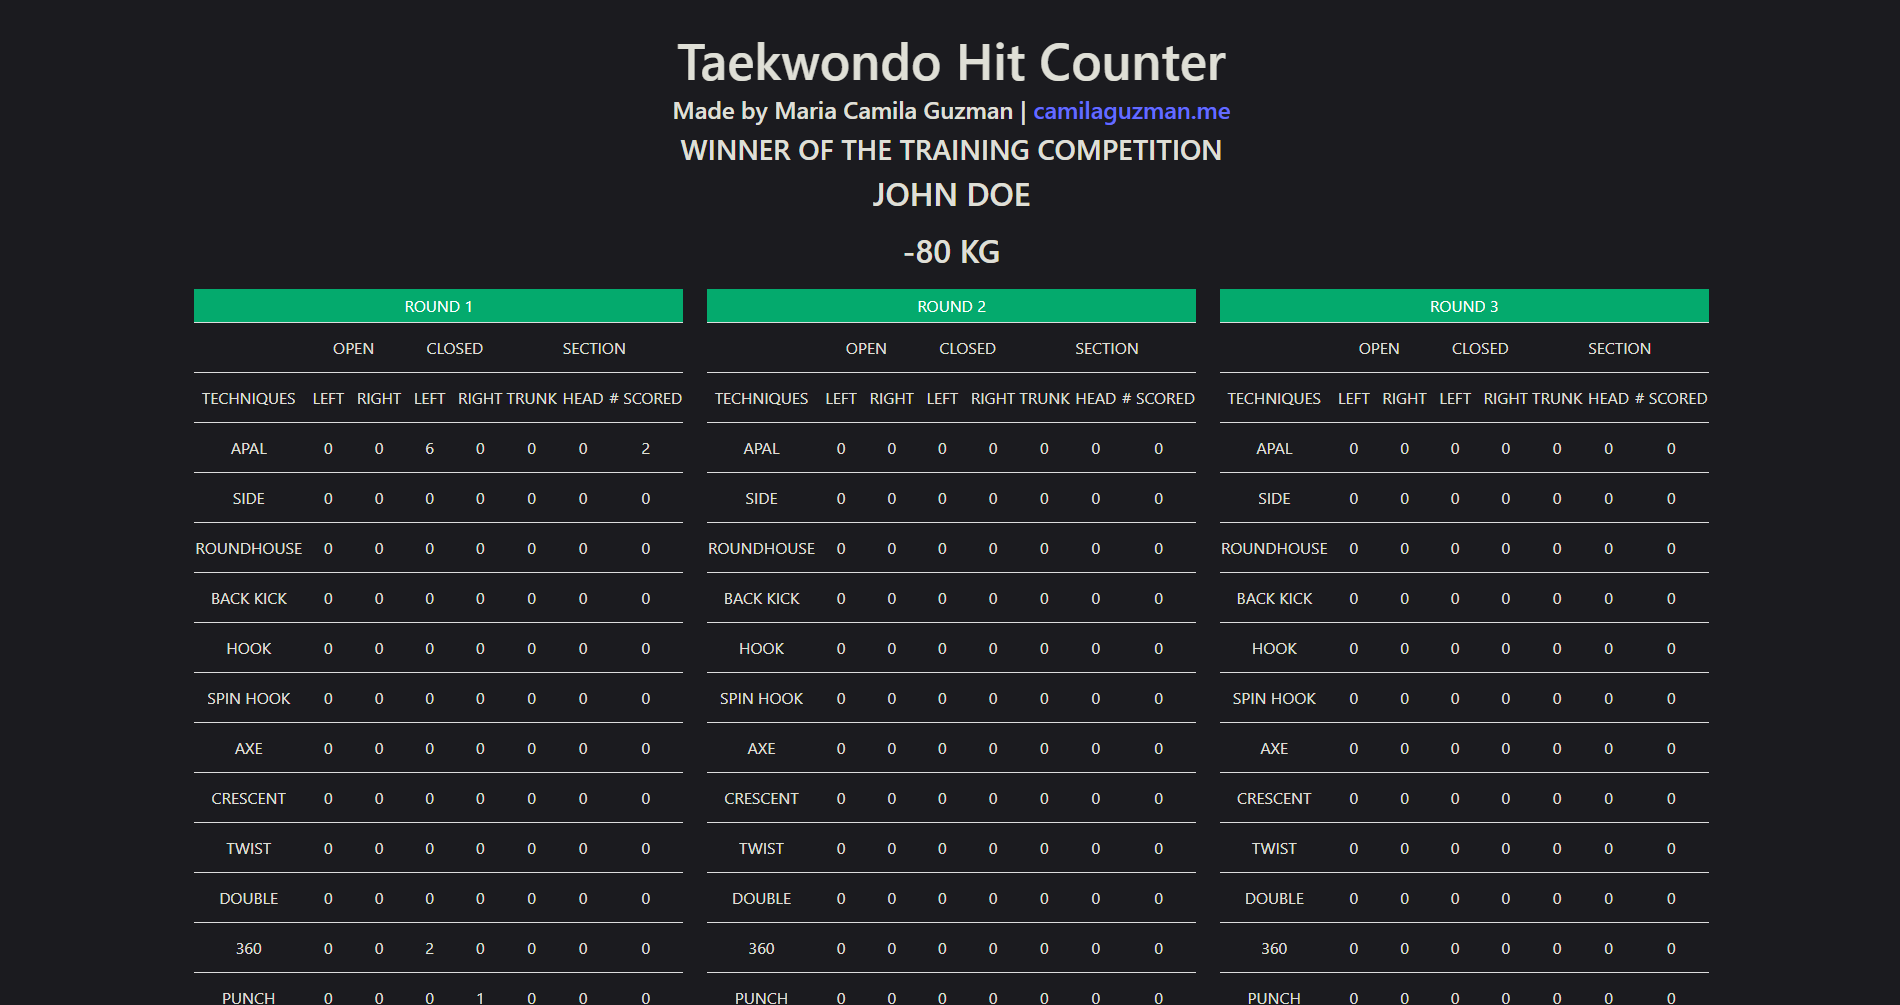 Taekwondo Hit Counter
Made by Maria Camila Guzman | camilaguzman.me
WINNER OF THE TRAINING COMPETITION
JOHN DOE
-80 KG
ROUND 1 ROUND 2 ROUND 3
OPEN CLOSED SECTION OPEN CLOSED SECTION OPEN CLOSED SECTION
TECHNIQUES LEFT RIGHT LEFT RIGHT TRUNK HEAD # SCORED TECHNIQUES LEFT RIGHT LEFT RIGHT TRUNK HEAD # SCORED TECHNIQUES LEFT RIGHT LEFT RIGHT TRUNK HEAD # SCORED
APAL 0 0 6 0 0 0 2 APAL 0 0 0 0 0 0 0 APAL 0 0 0 0 0 0 0
SIDE 0 0 0 0 0 0 0 SIDE 0 0 0 0 0 0 0 SIDE 0 0 0 0 0 0 0
ROUNDHOUSE 0 0 0 0 0 0 0 ROUNDHOUSE 0 0 0 0 0 0 0 ROUNDHOUSE 0 0 0 0 0 0 0
BACK KICK 0 0 0 0 0 0 0 BACK KICK 0 0 0 0 0 0 0 BACK KICK 0 0 0 0 0 0 0
HOOK 0 0 0 0 0 0 0 HOOK 0 0 0 0 0 0 0 HOOK 0 0 0 0 0 0 0
SPIN HOOK 0 0 0 0 0 0 0 SPIN HOOK 0 0 0 0 0 0 0 SPIN HOOK 0 0 0 0 0 0 0
AXE 0 0 0 0 0 0 0 AXE 0 0 0 0 0 0 0 AXE 0 0 0 0 0 0 0
CRESCENT 0 0 0 0 0 0 0 CRESCENT 0 0 0 0 0 0 0 CRESCENT 0 0 0 0 0 0 0
TWIST 0 0 0 0 0 0 0 TWIST 0 0 0 0 0 0 0 TWIST 0 0 0 0 0 0 0
DOUBLE 0 0 0 0 0 0 0 DOUBLE 0 0 0 0 0 0 0 DOUBLE 0 0 0 0 0 0 0
360 0 0 2 0 0 0 0 360 0 0 0 0 0 0 0 360 0 0 0 0 0 0 0
PUNCH 0 0 0 1 0 0 0 PUNCH 0 0 0 0 0 0 0 PUNCH 0 0 0 0 0 0 0